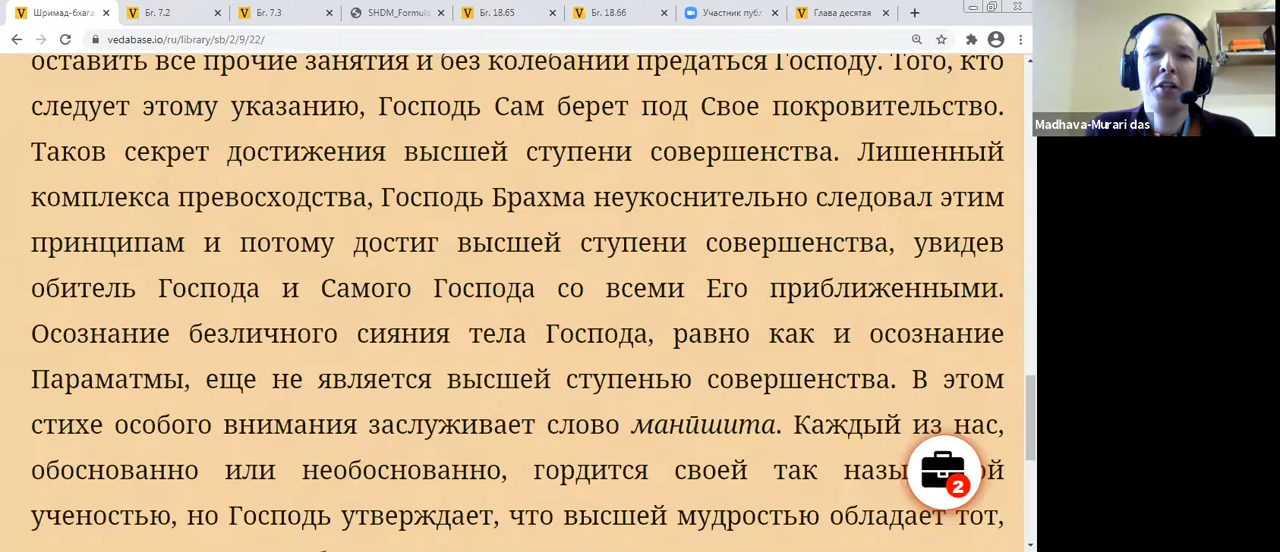 Шримад-бхага
Бг. 7.2
Бг. 7.3
SHDM_Formula
Бг. 18.65
Бг. 18.66
Участник публ
Глава десятая
vedabase.io/ru/library/sb/2/9/22/
оставить все прочие занятия и без колебаний предаться Господу. Того, кто
следует этому указанию, Господь Сам берет под Свое покровительство.
Таков секрет достижения высшей ступени совершенства. Лишенный
комплекса превосходства, Господь Брахма неукоснительно следовал этим
принципам и потому достиг высшей ступени совершенства, увидев
обитель Господа и Самого Господа со всеми Его приближенными.
Осознание безличного сияния тела Господа, равно как и осознание
Параматмы, еще не является высшей ступенью совершенства. В этом
стихе особого внимания заслуживает слово манӣшита. Каждый из нас,
обоснованно или необоснованно, гордится своей так
ученостью, но Господь утверждает, что высшей мудростью обладает тот,
2
Madhava-Murari das